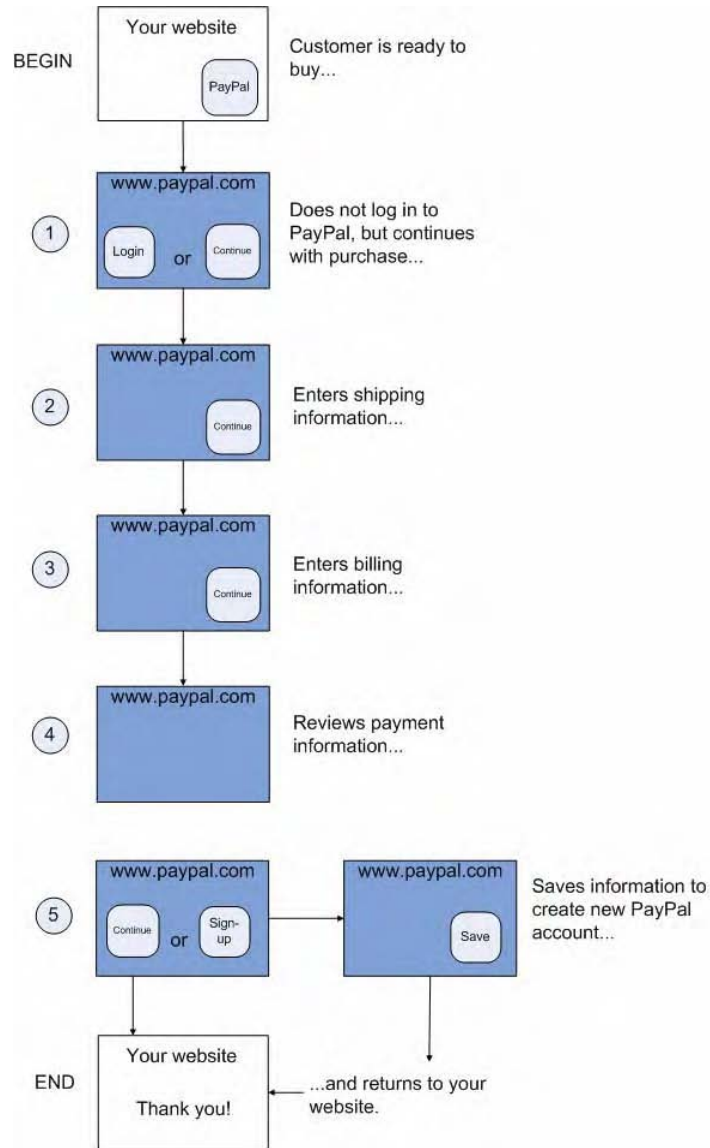 Your website
BEGIN
PayPal
Customer is ready to
buy...
www.paypal.com
1
Login
or
Continue
Does not log in to
PayPal, but continues
with purchase...
www.paypal.com
2
Continue
Enters shipping
information...
www.paypal.com
3
Continue
Enters billing
information...
www.paypal.com
4
Reviews payment
information...
www.paypal.com
5
Continue
or
Sign-
up
www.paypal.com
Save
Saves information to
create new PayPal
account...
END
Your website
Thank you!
...and returns to your
website.